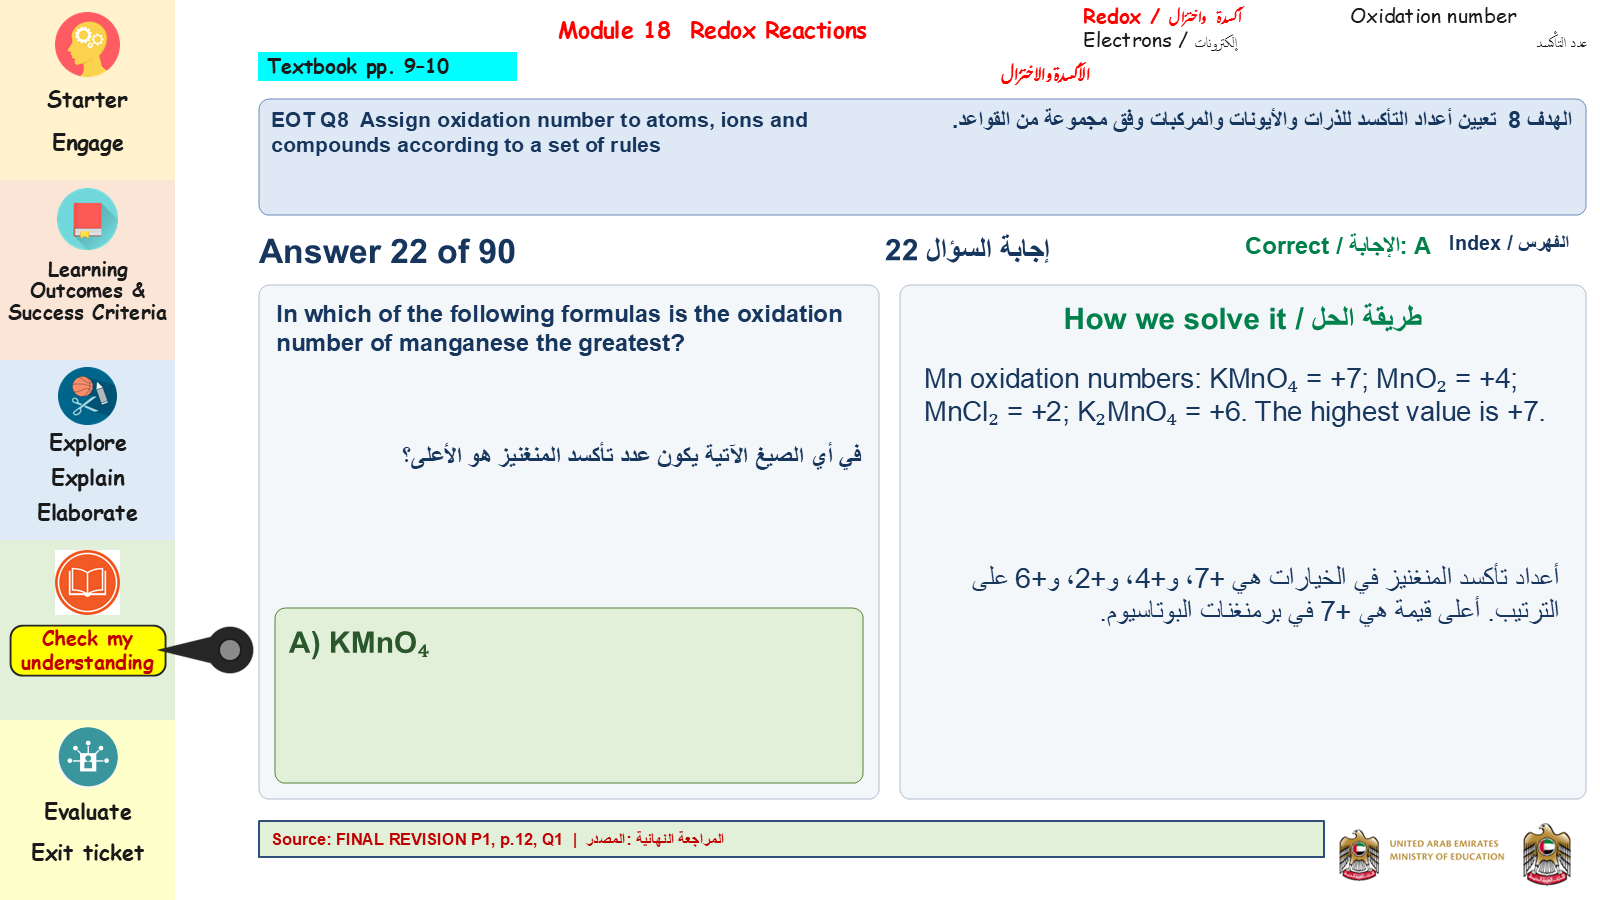 Starter
Engage
Learning
Outcomes &
Success Criteria
Explore
Explain
Elaborate
Check my
understanding
Evaluate
Exit ticket
Module 18  Redox Reactions
Textbook pp. 9–10
Redox / أكسدة واختزال
Electrons / إلكترونات
الأكسدة والاختزال
Oxidation number
عدد التأكسد
EOT Q8  Assign oxidation number to atoms, ions and
compounds according to a set of rules
الهدف 8  تعيين أعداد التأكسد للذرات والأيونات والمركبات وفق مجموعة من القواعد.
Answer 22 of 90
إجابة السؤال 22
Correct / الإجابة: A
Index / الفهرس
In which of the following formulas is the oxidation
number of manganese the greatest?
في أي الصيغ الآتية يكون عدد تأكسد المنغنيز هو الأعلى؟
A) KMnO₄
How we solve it / طريقة الحل
Mn oxidation numbers: KMnO₄ = +7; MnO₂ = +4;
MnCl₂ = +2; K₂MnO₄ = +6. The highest value is +7.
أعداد تأكسد المنغنيز في الخيارات هي +7، و+4، و+2، و+6 على
الترتيب. أعلى قيمة هي +7 في برمنغنات البوتاسيوم.
Source: FINAL REVISION P1, p.12, Q1  |  المراجعة النهائية :المصدر
UNITED ARAB EMIRATES
MINISTRY OF EDUCATION